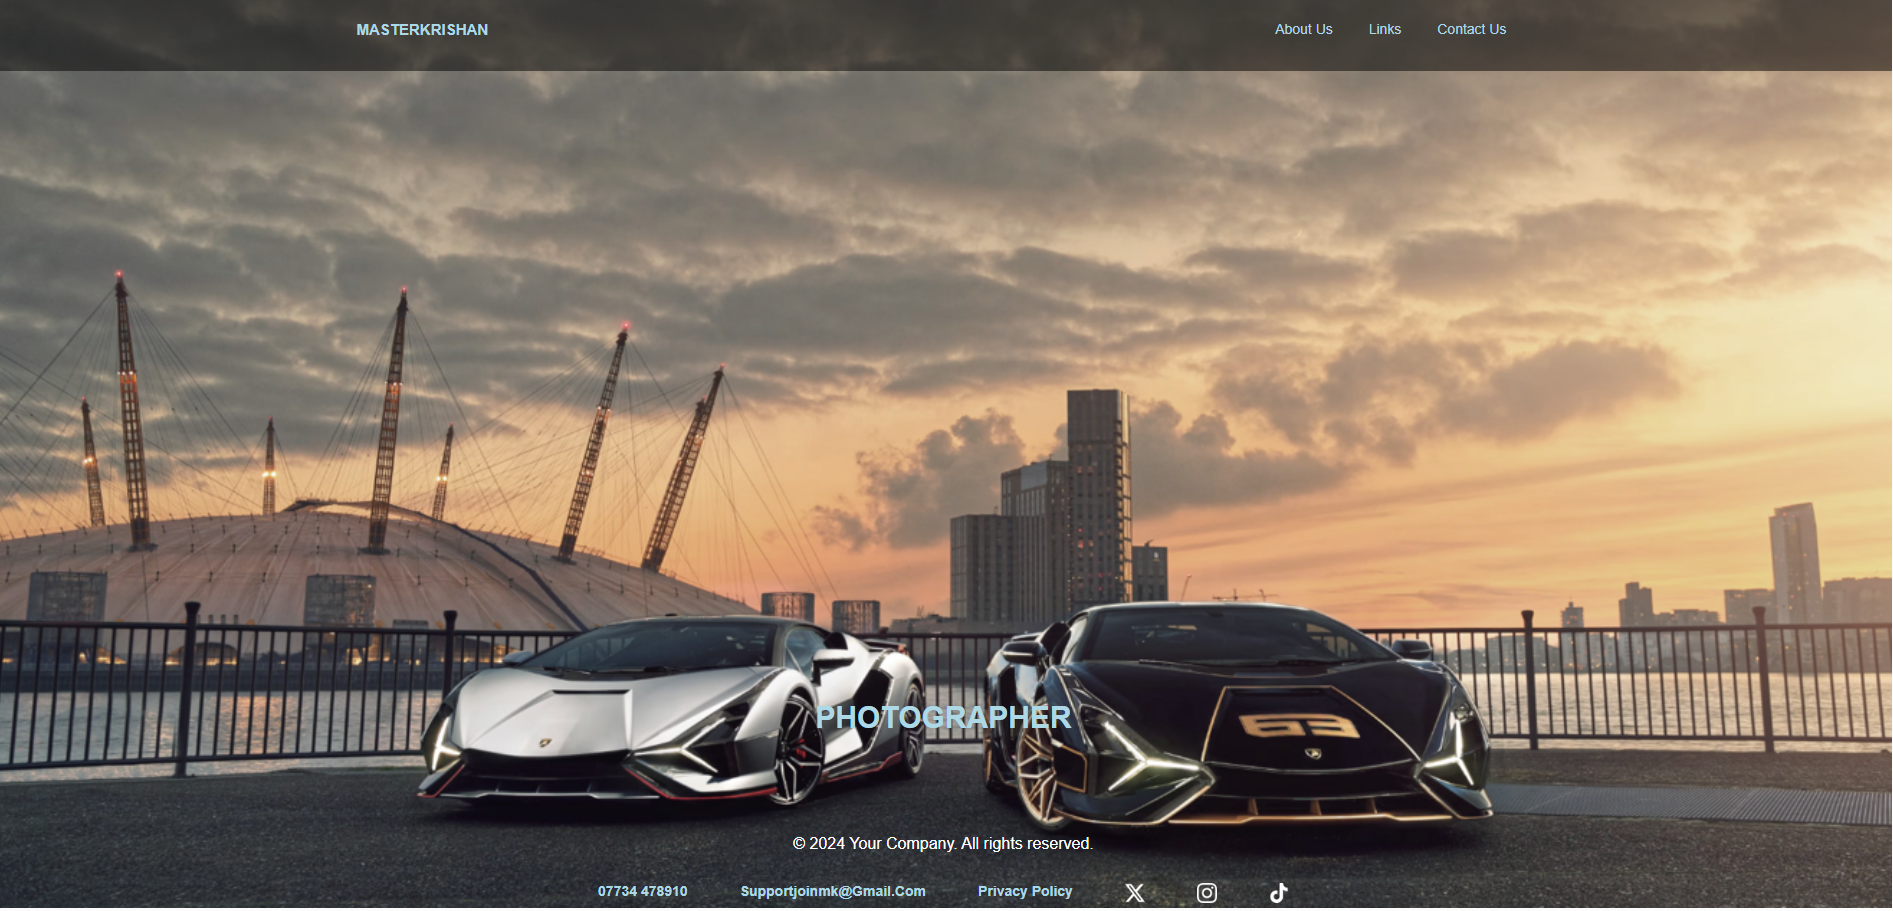 MASTERKRISHAN
About Us
Links
Contact Us
63
PHOTOGRAPHER
© 2024 Your Company. All rights reserved.
07734 478910
Supportjoinmk@Gmail.Com
Privacy Policy